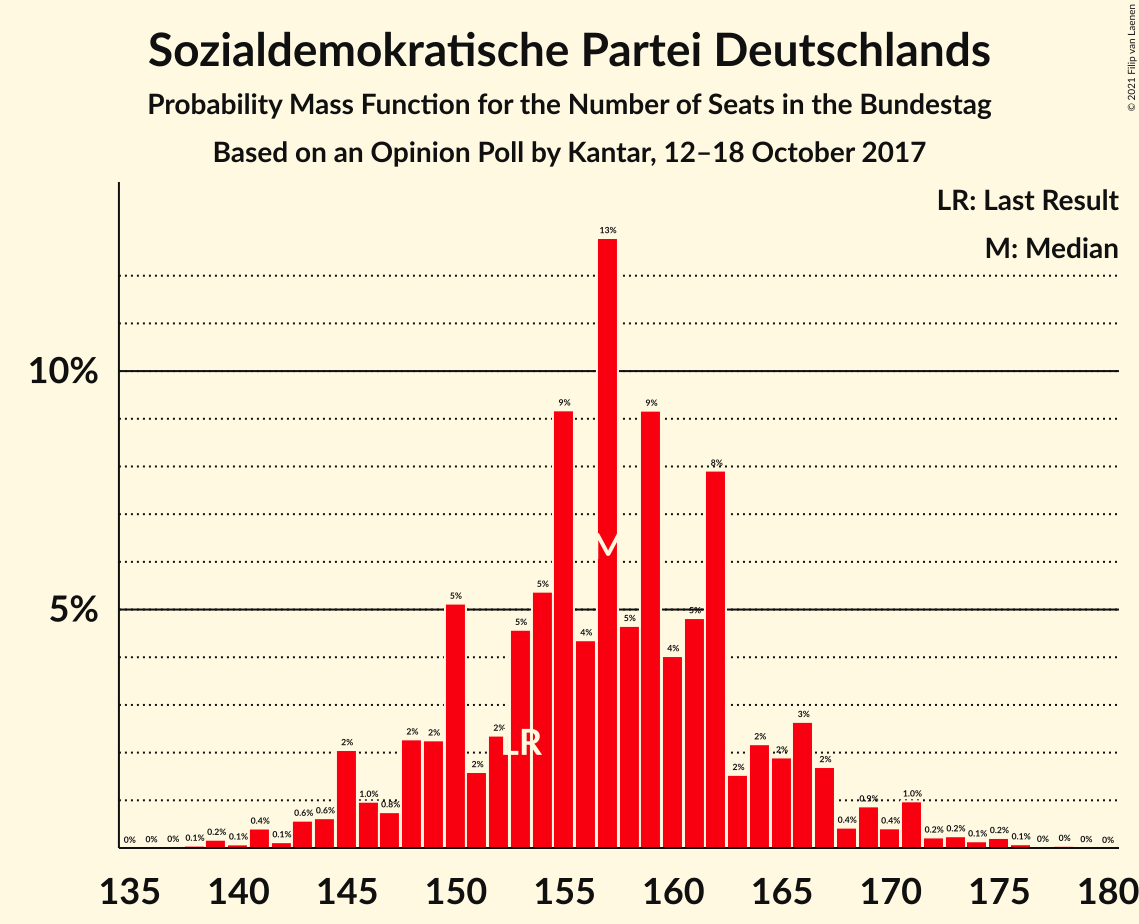 Sozialdemokratische Partei Deutschlands
Probability Mass Function for the Number of Seats in the Bundestag
Based on an Opinion Poll by Kantar, 12–18 October 2017
© 2021 Filip van Laenen
LR: Last Result
M: Median
10%
5%
0% 0% 0% 0.1% 0.2% 0.1% 0.4% 0.1% 0.6% 0.6% 2% 1.0% 0.8% 2% 2% 5% 2% 2% 5% 5% 9% 4% 13% 5% 9% 4% 5% 8% 2% 2% 2% 3% 2% 0.4% 0.9% 0.4% 1.0% 0.2% 0.2% 0.1% 0.2% 0.1% 0% 0% 0% 0%
M
LR
135 140 145 150 155 160 165 170 175 180